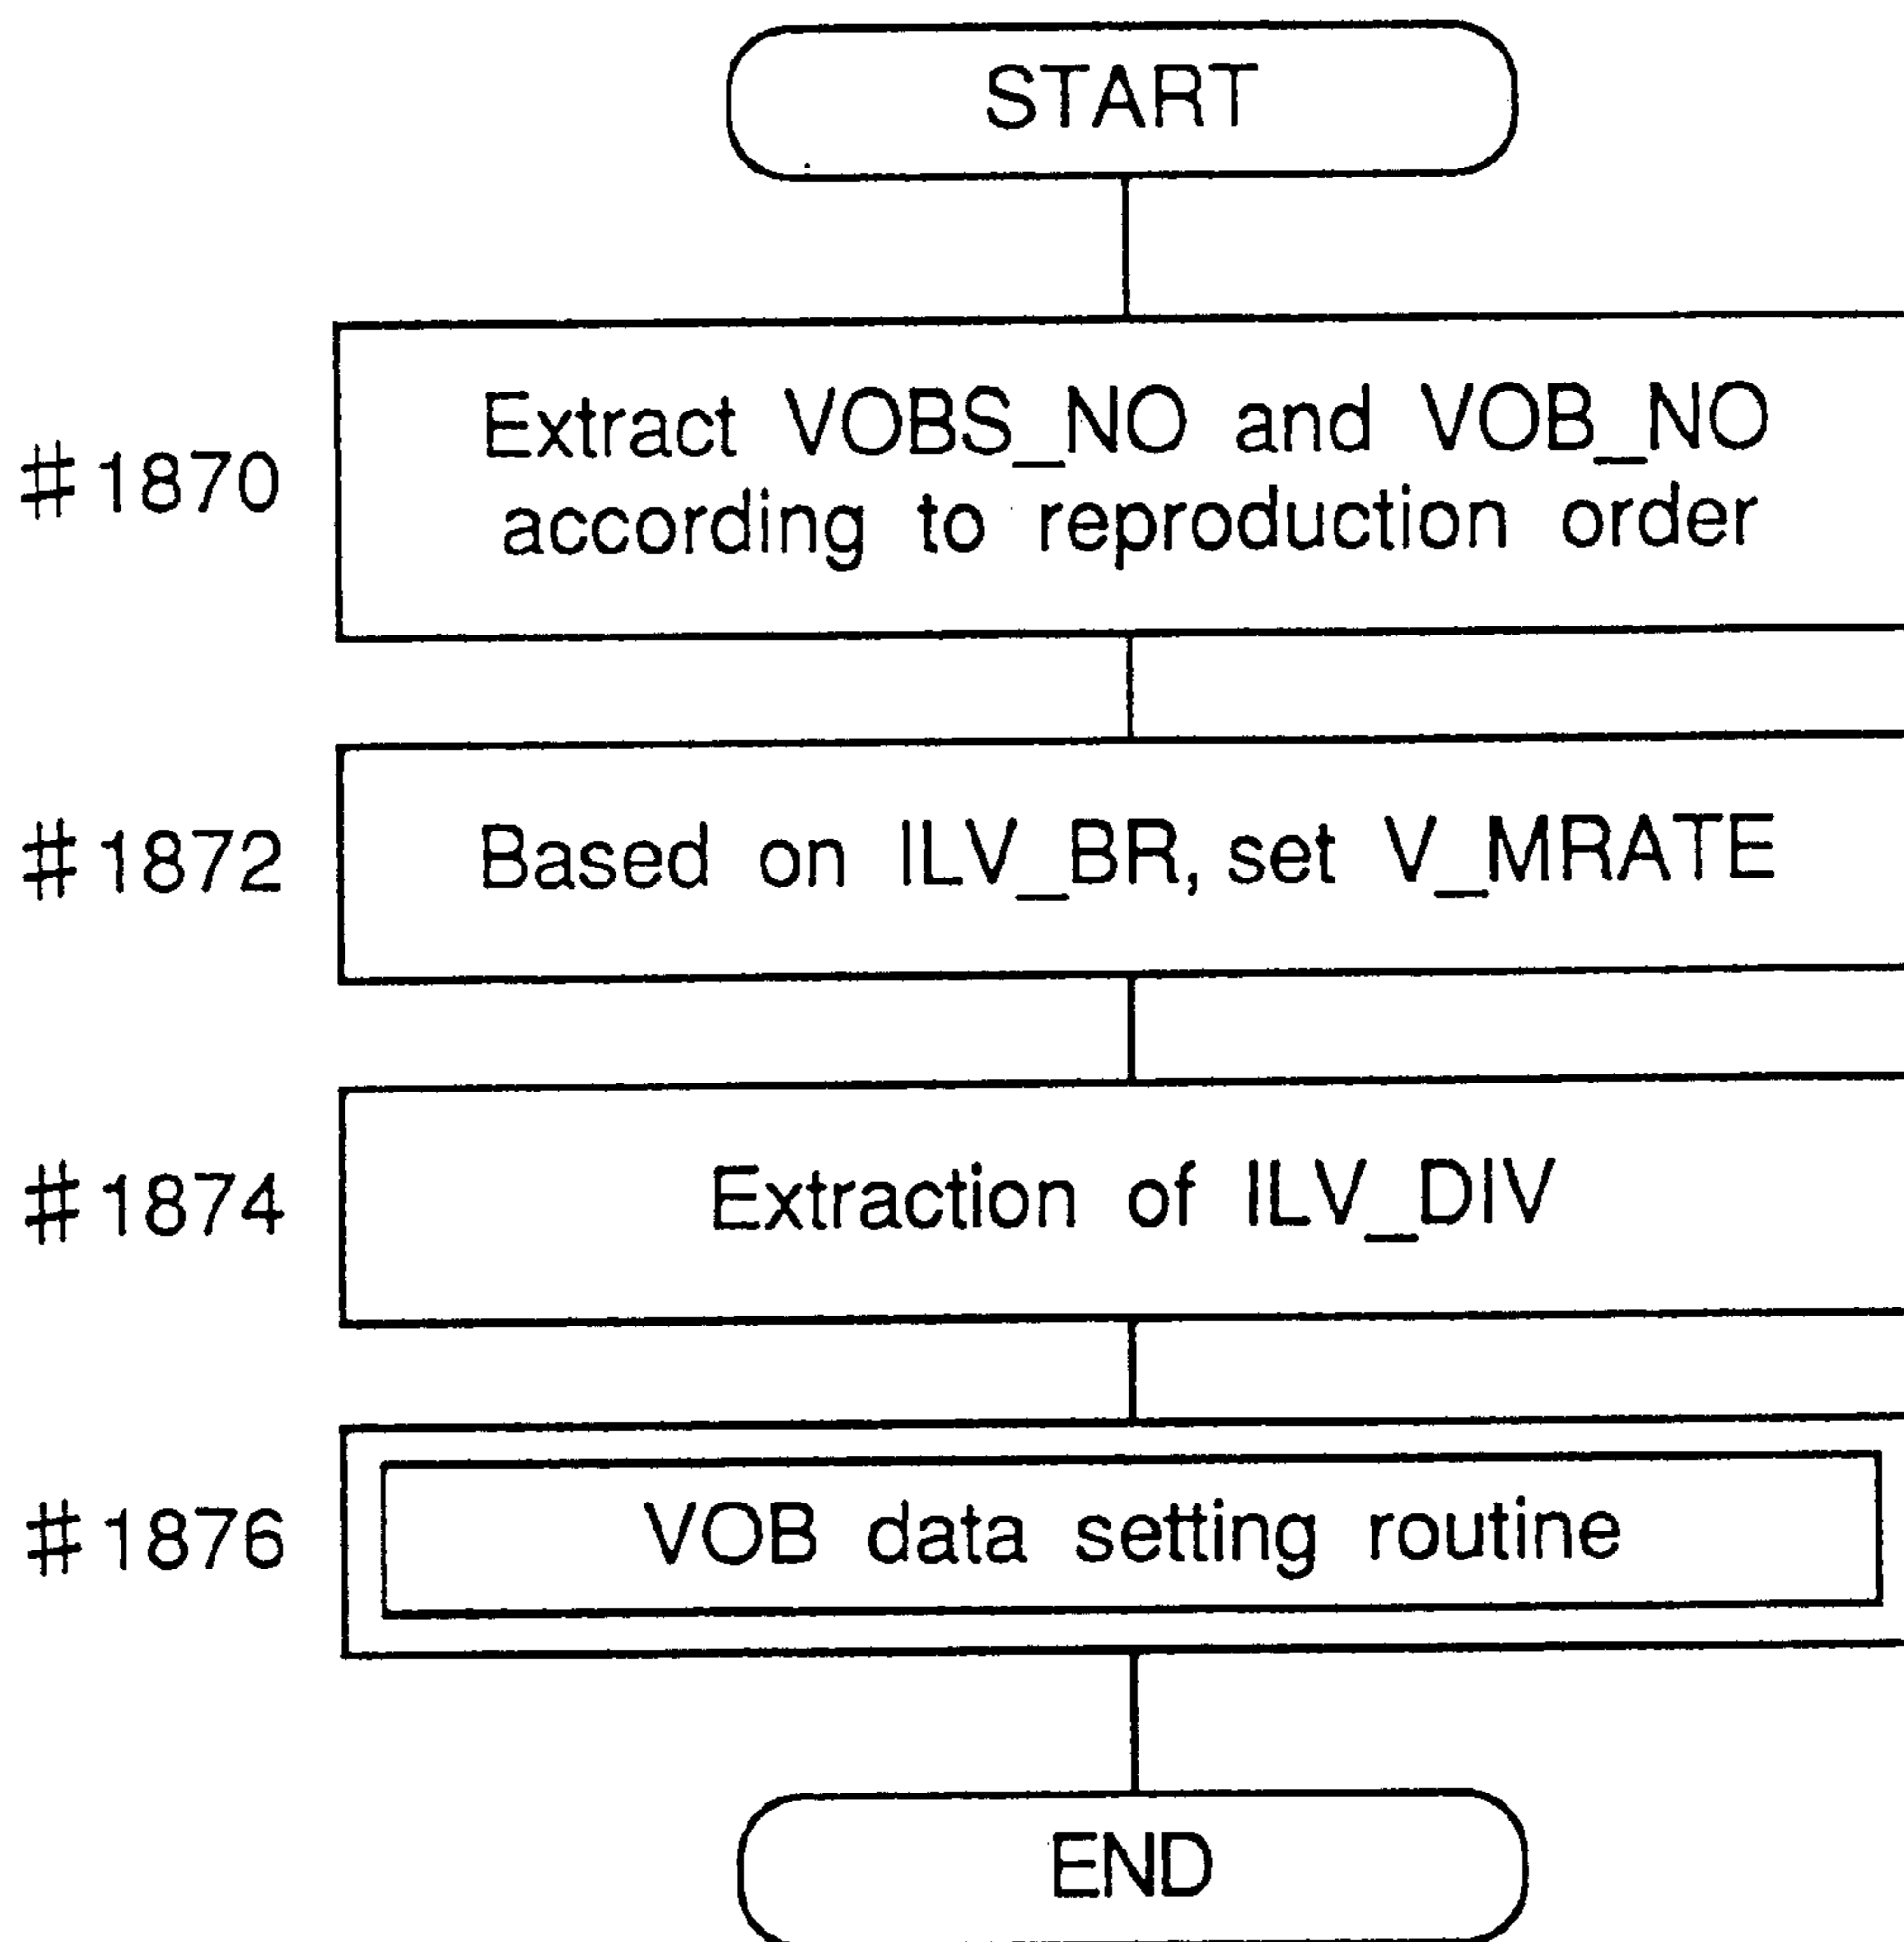 START
#1870
Extract VOBS_NO and VOB_NO
according to reproduction order
#1872
Based on ILV_BR, set V_MRATE
#1874
Extraction of ILV_DIV
#1876
VOB data setting routine
END